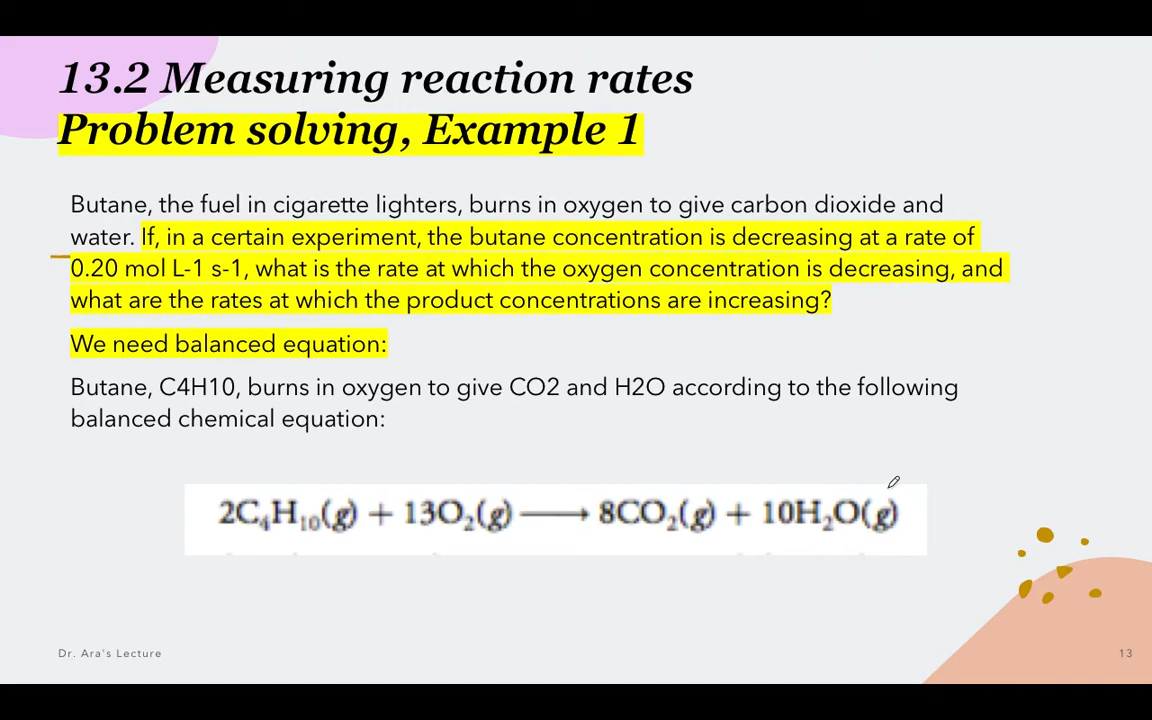 13.2 Measuring reaction rates
Problem solving, Example 1
Butane, the fuel in cigarette lighters, burns in oxygen to give carbon dioxide and
water. If, in a certain experiment, the butane concentration is decreasing at a rate of
0.20 mol L-1 s-1, what is the rate at which the oxygen concentration is decreasing, and
what are the rates at which the product concentrations are increasing?
We need balanced equation:
Butane, C4H10, burns in oxygen to give CO2 and H2O according to the following
balanced chemical equation:
2C₄H₁₀(g) + 13O₂(g) ⟶ 8CO₂(g) + 10H₂O(g)
Dr. Ara's Lecture
13